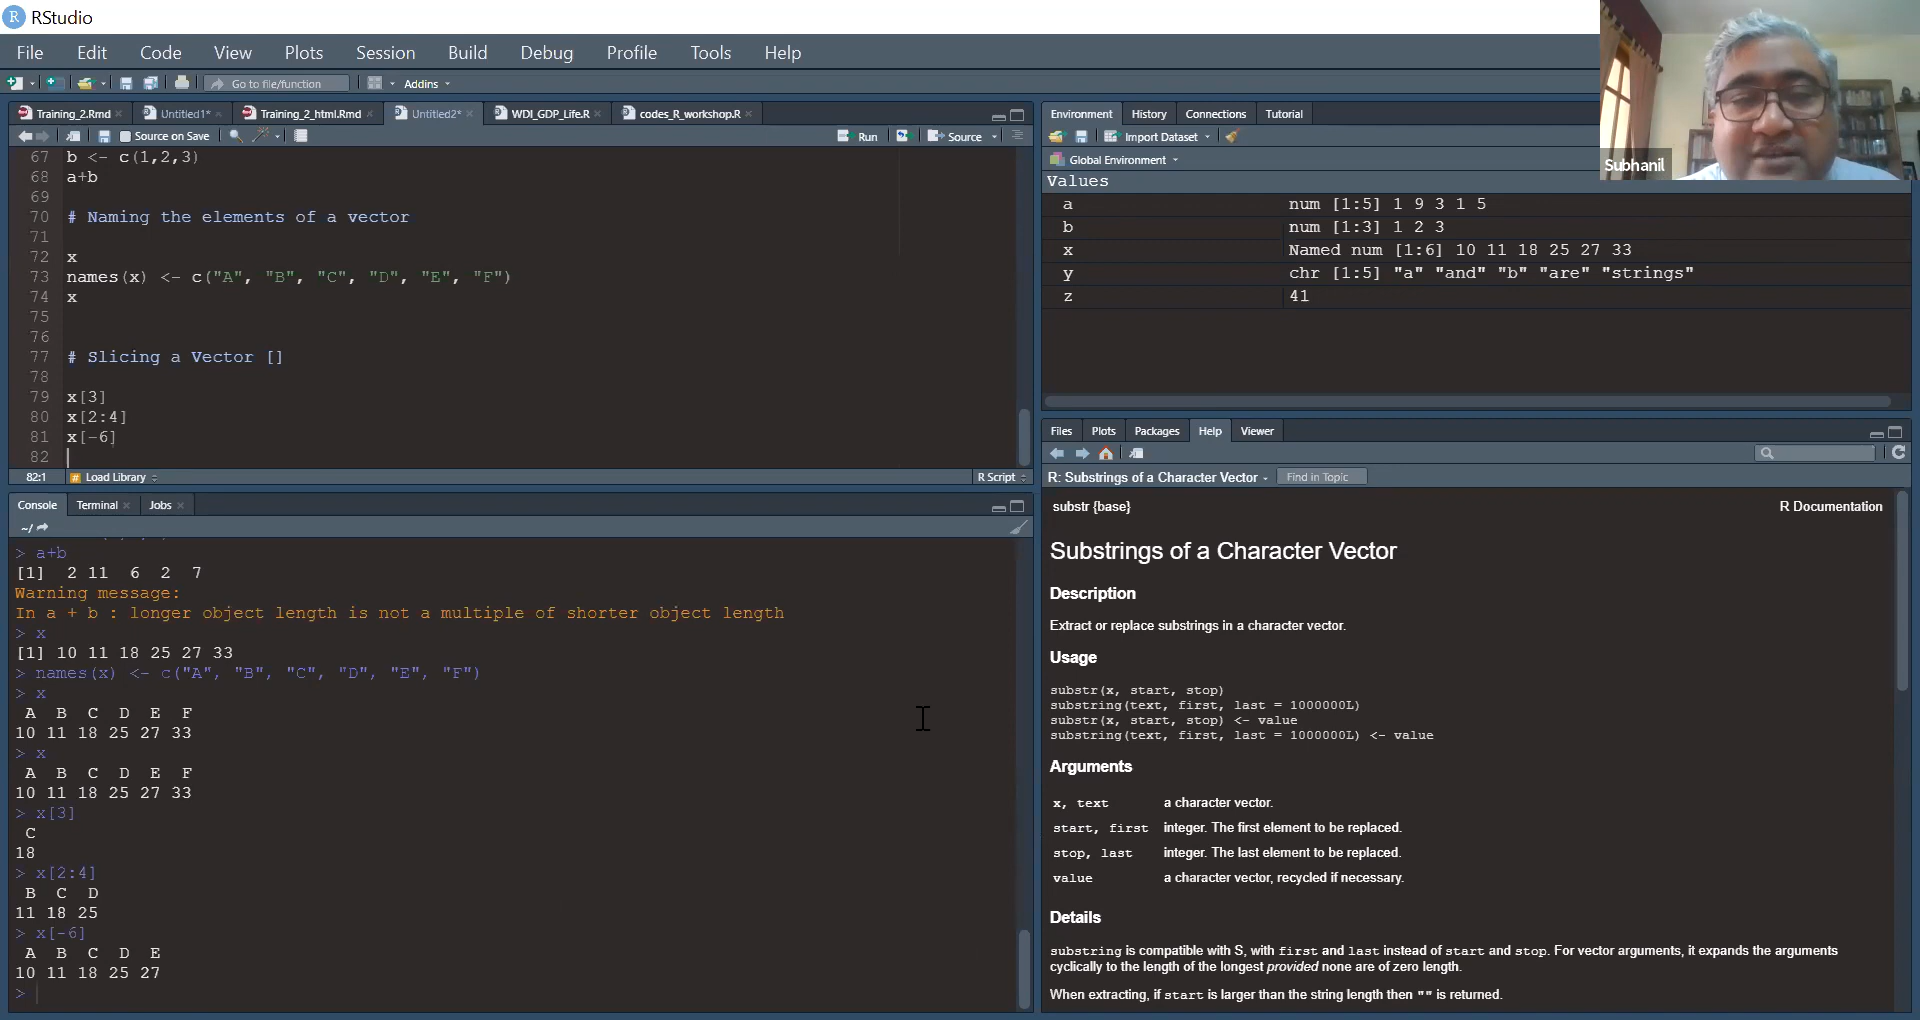 RStudio
File Edit Code View Plots Session Build Debug Profile Tools Help
Go to file/function Addins
Training_2.Rmd Untitled1* Training_2_html.Rmd Untitled2* WDI_GDP_Life.R codes_R_workshop.R
Source on Save Run Source
67 b <- c(1,2,3)
68 a+b
69
70 # Naming the elements of a vector
71
72 x
73 names(x) <- c("A", "B", "C", "D", "E", "F")
74 x
75
76
77 # Slicing a Vector []
78
79 x[3]
80 x[2:4]
81 x[-6]
82
82:1 # Load Library R Script
Console Terminal Jobs
~/
> a+b
[1] 2 11 6 2 7
Warning message:
In a + b : longer object length is not a multiple of shorter object length
> x
[1] 10 11 18 25 27 33
> names(x) <- c("A", "B", "C", "D", "E", "F")
> x
A B C D E F
10 11 18 25 27 33
> x
A B C D E F
10 11 18 25 27 33
> x[3]
C
18
> x[2:4]
B C D
11 18 25
> x[-6]
A B C D E
10 11 18 25 27
>
Environment History Connections Tutorial
Import Dataset
Global Environment
Values
a num [1:5] 1 9 3 1 5
b num [1:3] 1 2 3
x Named num [1:6] 10 11 18 25 27 33
y chr [1:5] "a" "and" "b" "are" "strings"
z 41
Subhanil
Files Plots Packages Help Viewer
R: Substrings of a Character Vector Find in Topic
substr {base} R Documentation
Substrings of a Character Vector
Description
Extract or replace substrings in a character vector.
Usage
substr(x, start, stop)
substring(text, first, last = 1000000L)
substr(x, start, stop) <- value
substring(text, first, last = 1000000L) <- value
Arguments
x, text a character vector.
start, first integer. The first element to be replaced.
stop, last integer. The last element to be replaced.
value a character vector, recycled if necessary.
Details
substring is compatible with S, with first and last instead of start and stop. For vector arguments, it expands the arguments
cyclically to the length of the longest provided none are of zero length.
When extracting, if start is larger than the string length then "" is returned.